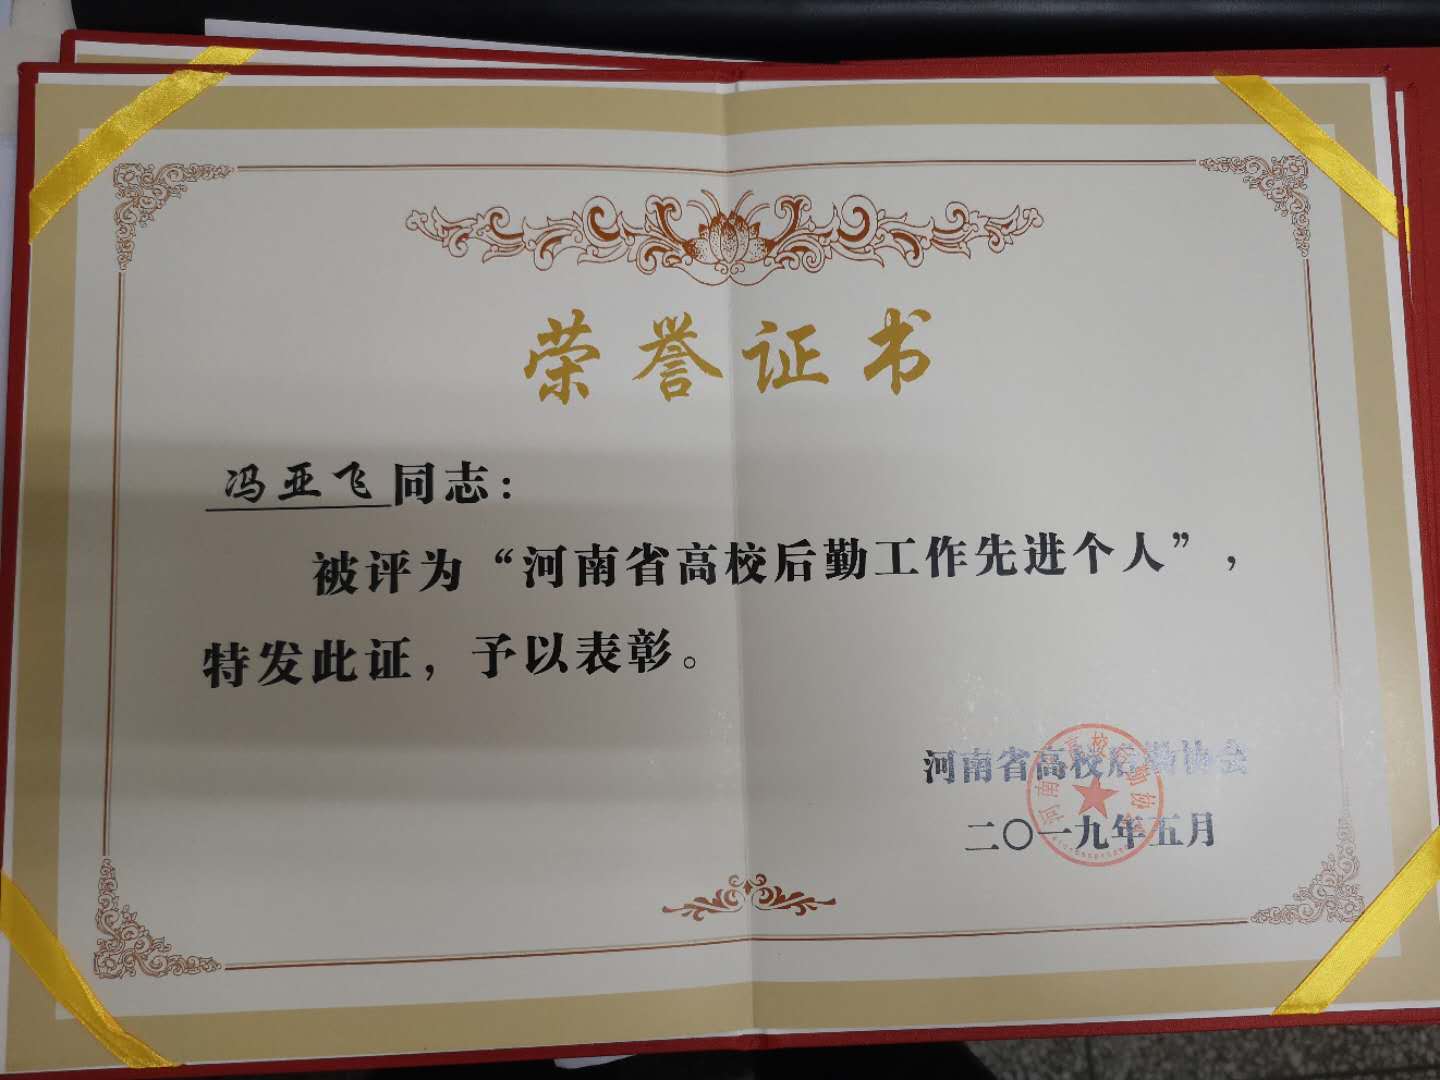 荣誉证书
冯亚飞同志：
被评为“河南省高校后勤工作先进个人”，
特发此证，予以表彰。
河南省高校后勤协会
二〇一九年五月